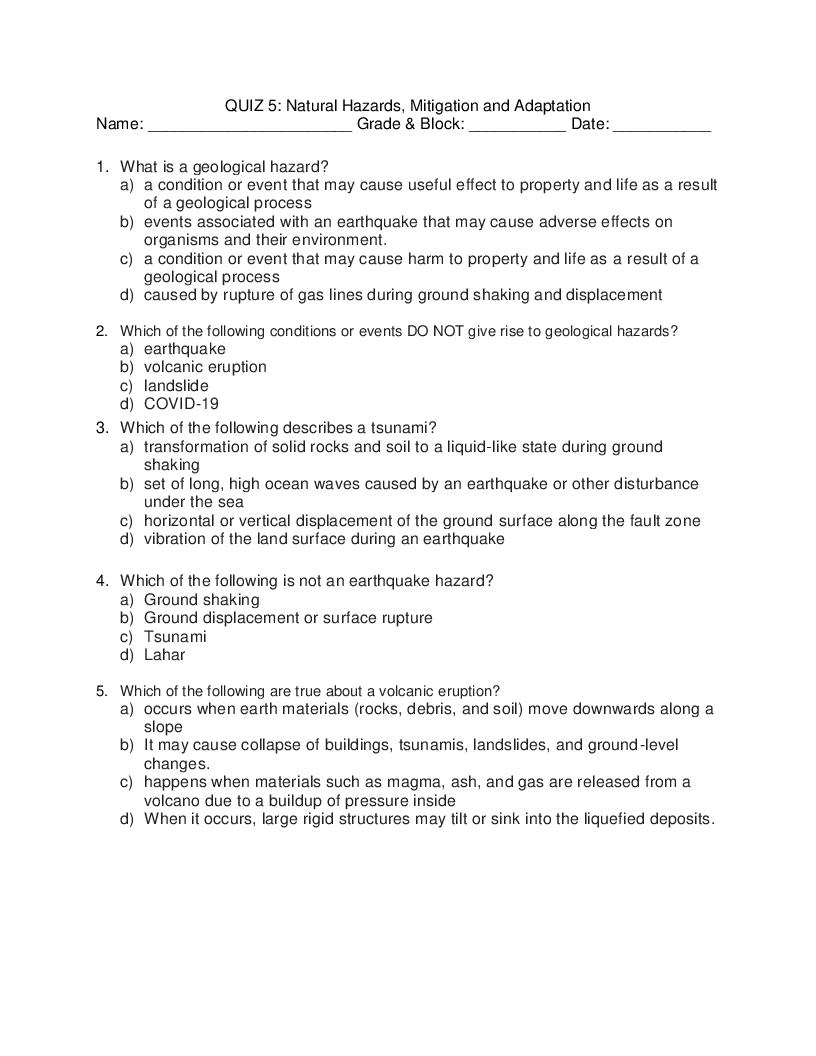 QUIZ 5: Natural Hazards, Mitigation and Adaptation
Name: _______________________ Grade & Block: ___________ Date: ___________
1. What is a geological hazard?
a) a condition or event that may cause useful effect to property and life as a result
of a geological process
b) events associated with an earthquake that may cause adverse effects on
organisms and their environment.
c) a condition or event that may cause harm to property and life as a result of a
geological process
d) caused by rupture of gas lines during ground shaking and displacement
2. Which of the following conditions or events DO NOT give rise to geological hazards?
a) earthquake
b) volcanic eruption
c) landslide
d) COVID-19
3. Which of the following describes a tsunami?
a) transformation of solid rocks and soil to a liquid-like state during ground
shaking
b) set of long, high ocean waves caused by an earthquake or other disturbance
under the sea
c) horizontal or vertical displacement of the ground surface along the fault zone
d) vibration of the land surface during an earthquake
4. Which of the following is not an earthquake hazard?
a) Ground shaking
b) Ground displacement or surface rupture
c) Tsunami
d) Lahar
5. Which of the following are true about a volcanic eruption?
a) occurs when earth materials (rocks, debris, and soil) move downwards along a
slope
b) It may cause collapse of buildings, tsunamis, landslides, and ground-level
changes.
c) happens when materials such as magma, ash, and gas are released from a
volcano due to a buildup of pressure inside
d) When it occurs, large rigid structures may tilt or sink into the liquefied deposits.